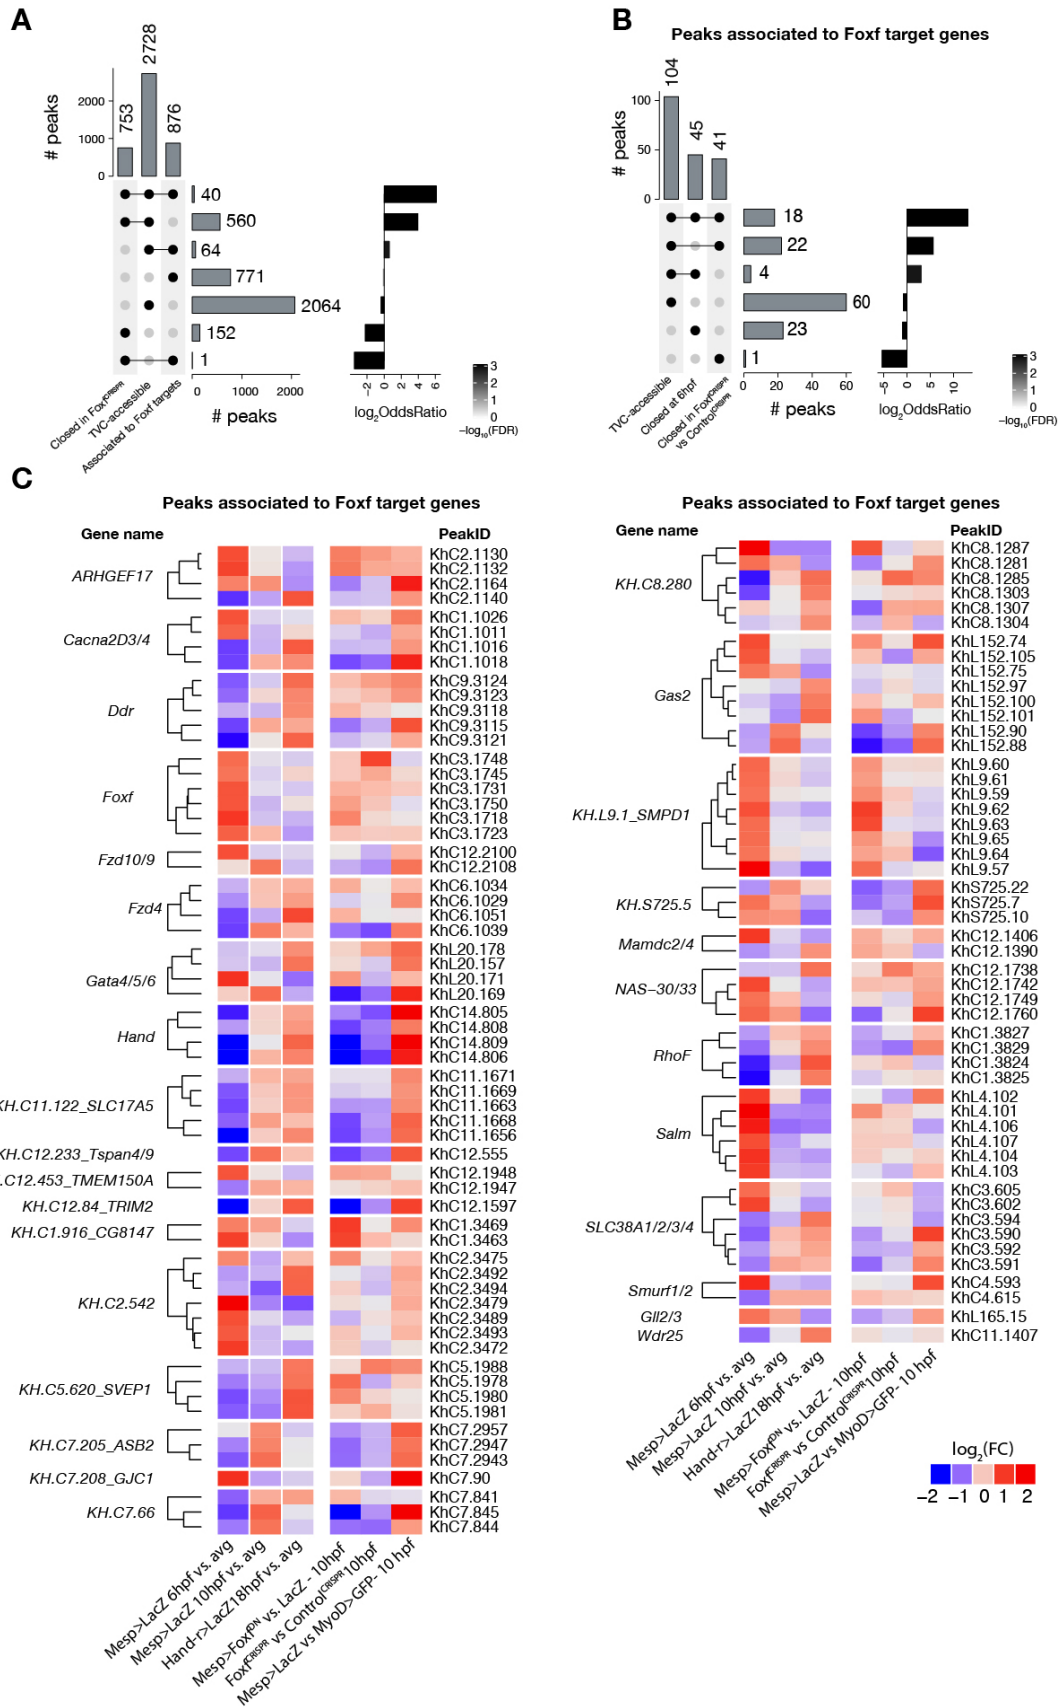 A
# peaks
2000
1000
0
753
2728
876
40
560
64
771
2064
152
1
Closed in Foxf^CRISPR
TVC-accessible
Associated to Foxf targets
0
1000
2000
# peaks
−2
0
2
4
6
log2OddsRatio
3
2
1
0
−log10(FDR)
B
Peaks associated to Foxf target genes
# peaks
100
50
0
104
45
41
18
22
4
60
23
1
TVC-accessible
Closed at 6hpf
Closed in Foxf^CRISPR
vs Control^CRISPR
0
20
40
60
# peaks
−5
0
5
10
log2OddsRatio
3
2
1
0
−log10(FDR)
C
Peaks associated to Foxf target genes
Gene name
PeakID
ARHGEF17
KhC2.1130
KhC2.1132
KhC2.1164
KhC2.1140
Cacna2D3/4
KhC1.1026
KhC1.1011
KhC1.1016
KhC1.1018
Ddr
KhC9.3124
KhC9.3123
KhC9.3118
KhC9.3115
KhC9.3121
Foxf
KhC3.1748
KhC3.1745
KhC3.1731
KhC3.1750
KhC3.1718
KhC3.1723
Fzd10/9
KhC12.2100
KhC12.2108
Fzd4
KhC6.1034
KhC6.1029
KhC6.1051
KhC6.1039
Gata4/5/6
KhL20.178
KhL20.157
KhL20.171
KhL20.169
Hand
KhC14.805
KhC14.808
KhC14.809
KhC14.806
KH.C11.122_SLC17A5
KhC11.1671
KhC11.1669
KhC11.1663
KhC11.1668
KhC11.1656
KH.C12.233_Tspan4/9
KhC12.555
.C12.453_TMEM150A
KhC12.1948
KhC12.1947
KH.C12.84_TRIM2
KhC12.1597
KH.C1.916_CG8147
KhC1.3469
KhC1.3463
KH.C2.542
KhC2.3475
KhC2.3492
KhC2.3494
KhC2.3479
KhC2.3489
KhC2.3493
KhC2.3472
KH.C5.620_SVEP1
KhC5.1988
KhC5.1978
KhC5.1980
KhC5.1981
KH.C7.205_ASB2
KhC7.2957
KhC7.2947
KhC7.2943
KH.C7.208_GJC1
KhC7.90
KH.C7.66
KhC7.841
KhC7.845
KhC7.844
Mesp>LacZ 6hpf vs. avg
Mesp>LacZ 10hpf vs. avg
Hand-r>LacZ18hpf vs. avg
Mesp>Foxf^DN vs. LacZ - 10hpf
Foxf^CRISPR vs Control^CRISPR 10hpf
Mesp>LacZ vs MyoD>GFP- 10 hpf
Peaks associated to Foxf target genes
Gene name
PeakID
KH.C8.280
KhC8.1287
KhC8.1281
KhC8.1285
KhC8.1303
KhC8.1307
KhC8.1304
Gas2
KhL152.74
KhL152.105
KhL152.75
KhL152.97
KhL152.100
KhL152.101
KhL152.90
KhL152.88
KH.L9.1_SMPD1
KhL9.60
KhL9.61
KhL9.59
KhL9.62
KhL9.63
KhL9.65
KhL9.64
KhL9.57
KH.S725.5
KhS725.22
KhS725.7
KhS725.10
Mamdc2/4
KhC12.1406
KhC12.1390
NAS−30/33
KhC12.1738
KhC12.1742
KhC12.1749
KhC12.1760
RhoF
KhC1.3827
KhC1.3829
KhC1.3824
KhC1.3825
Salm
KhL4.102
KhL4.101
KhL4.106
KhL4.107
KhL4.104
KhL4.103
SLC38A1/2/3/4
KhC3.605
KhC3.602
KhC3.594
KhC3.590
KhC3.592
KhC3.591
Smurf1/2
KhC4.593
KhC4.615
Gll2/3
KhL165.15
Wdr25
KhC11.1407
Mesp>LacZ 6hpf vs. avg
Mesp>LacZ 10hpf vs. avg
Hand-r>LacZ18hpf vs. avg
Mesp>Foxf^DN vs. LacZ - 10hpf
Foxf^CRISPR vs Control^CRISPR 10hpf
Mesp>LacZ vs MyoD>GFP- 10 hpf
log2(FC)
−2 −1 0 1 2